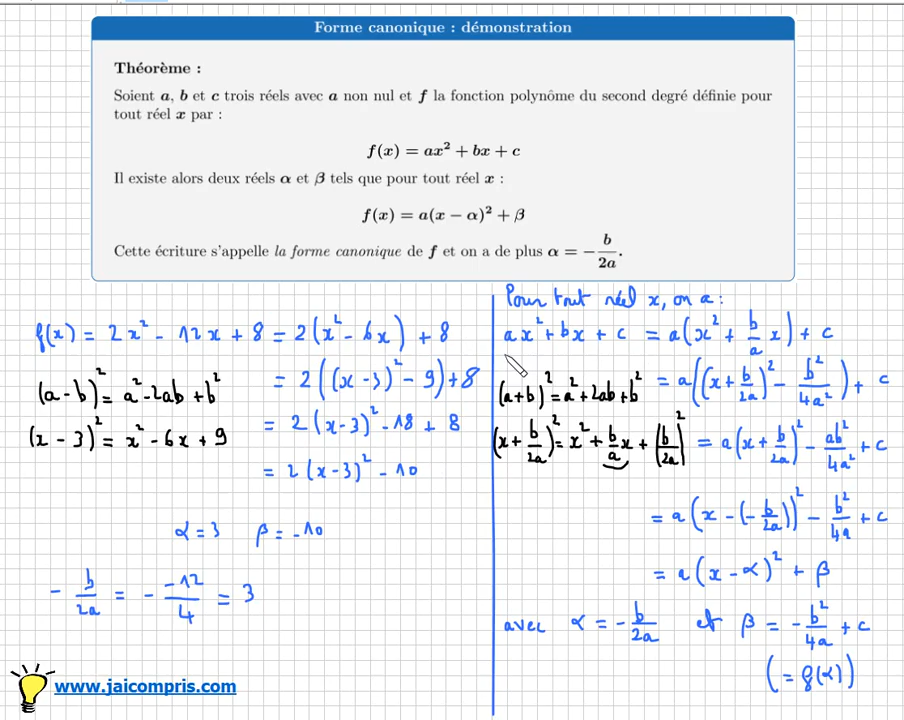 Forme canonique : démonstration
Théorème :
Soient a, b et c trois réels avec a non nul et f la fonction polynôme du second degré définie pour
tout réel x par :
f(x) = ax² + bx + c
Il existe alors deux réels α et β tels que pour tout réel x :
f(x) = a(x − α)² + β
Cette écriture s'appelle la forme canonique de f et on a de plus α = −b/2a.
f(x) = 2x² - 12x + 8 = 2(x² - 6x) + 8
(a - b)² = a² - 2ab + b²
= 2((x - 3)² - 9) + 8
(x - 3)² = x² - 6x + 9
= 2(x - 3)² - 18 + 8
= 2(x - 3)² - 10
α = 3 β = -10
- b/2a = - -12/4 = 3
Pour tout réel x, on a :
ax² + bx + c = a(x² + b/a x) + c
(a + b)² = a² + 2ab + b²
= a((x + b/2a)² - b²/4a²) + c
(x + b/2a)² = x² + b/a x + (b/2a)²
= a(x + b/2a)² - ab²/4a² + c
= a(x - (-b/2a))² - b²/4a + c
= a(x - α)² + β
avec α = - b/2a et β = - b²/4a + c
(= f(α))
www.jaicompris.com